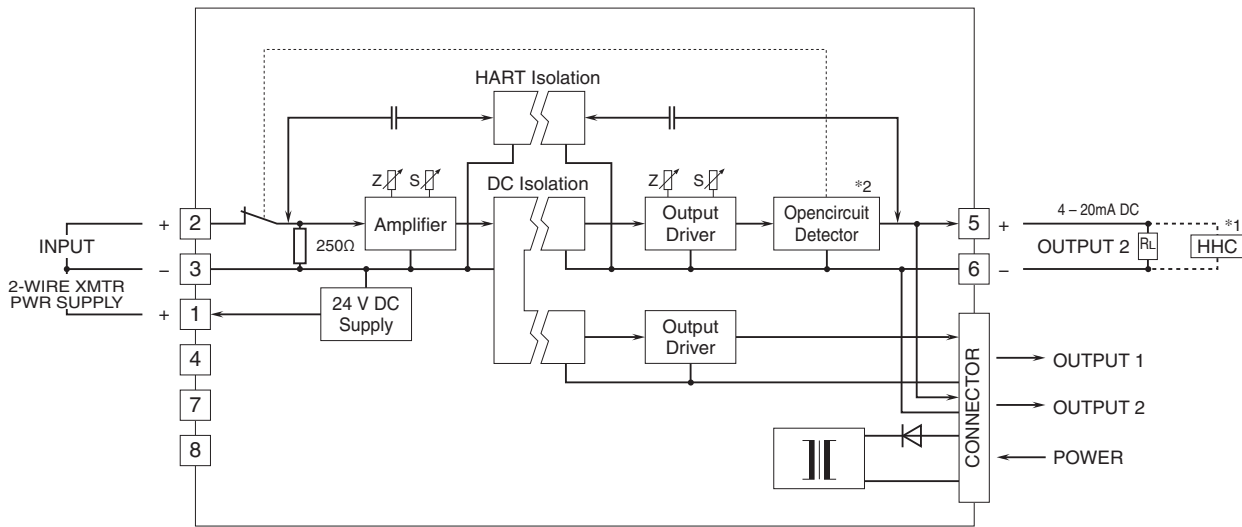 HART Isolation
Z
S
DC Isolation
Z
S
*2
+
2
Amplifier
Output
Driver
Opencircuit
Detector
5
+
4 – 20mA DC
*1
INPUT
250Ω
OUTPUT 2
RL
HHC
–
3
6
–
2-WIRE XMTR
PWR SUPPLY
+
1
24 V DC
Supply
Output
Driver
4
7
8
CONNECTOR
OUTPUT 1
OUTPUT 2
POWER